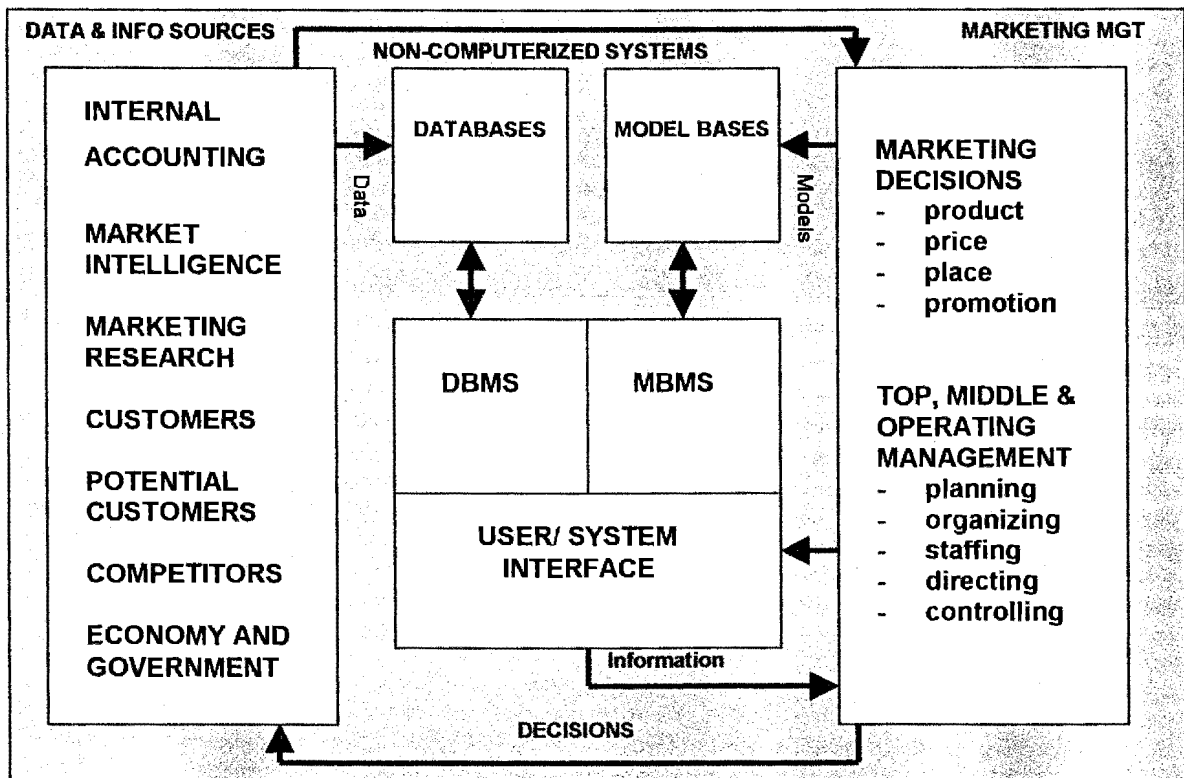 DATA & INFO SOURCES
MARKETING MGT
NON-COMPUTERIZED SYSTEMS
INTERNAL
ACCOUNTING
MARKET
INTELLIGENCE
MARKETING
RESEARCH
CUSTOMERS
POTENTIAL
CUSTOMERS
COMPETITORS
ECONOMY AND
GOVERNMENT
Data
DATABASES
MODEL BASES
Models
DBMS
MBMS
USER/ SYSTEM
INTERFACE
Information
MARKETING
DECISIONS
- product
- price
- place
- promotion
TOP, MIDDLE &
OPERATING
MANAGEMENT
- planning
- organizing
- staffing
- directing
- controlling
DECISIONS